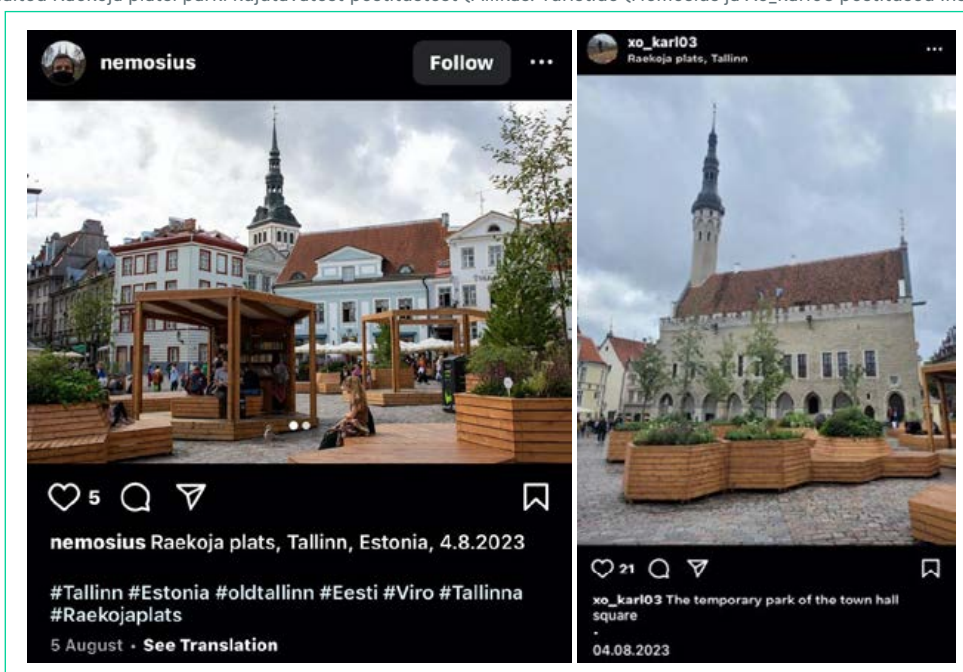 nemosius
Follow
5
nemosius Raekoja plats, Tallinn, Estonia, 4.8.2023
#Tallinn #Estonia #oldtallinn #Eesti #Viro #Tallinna
#Raekojaplats
5 August • See Translation
xo_karl03
Raekoja plats, Tallinn
21
xo_karl03 The temporary park of the town hall
square
.
04.08.2023